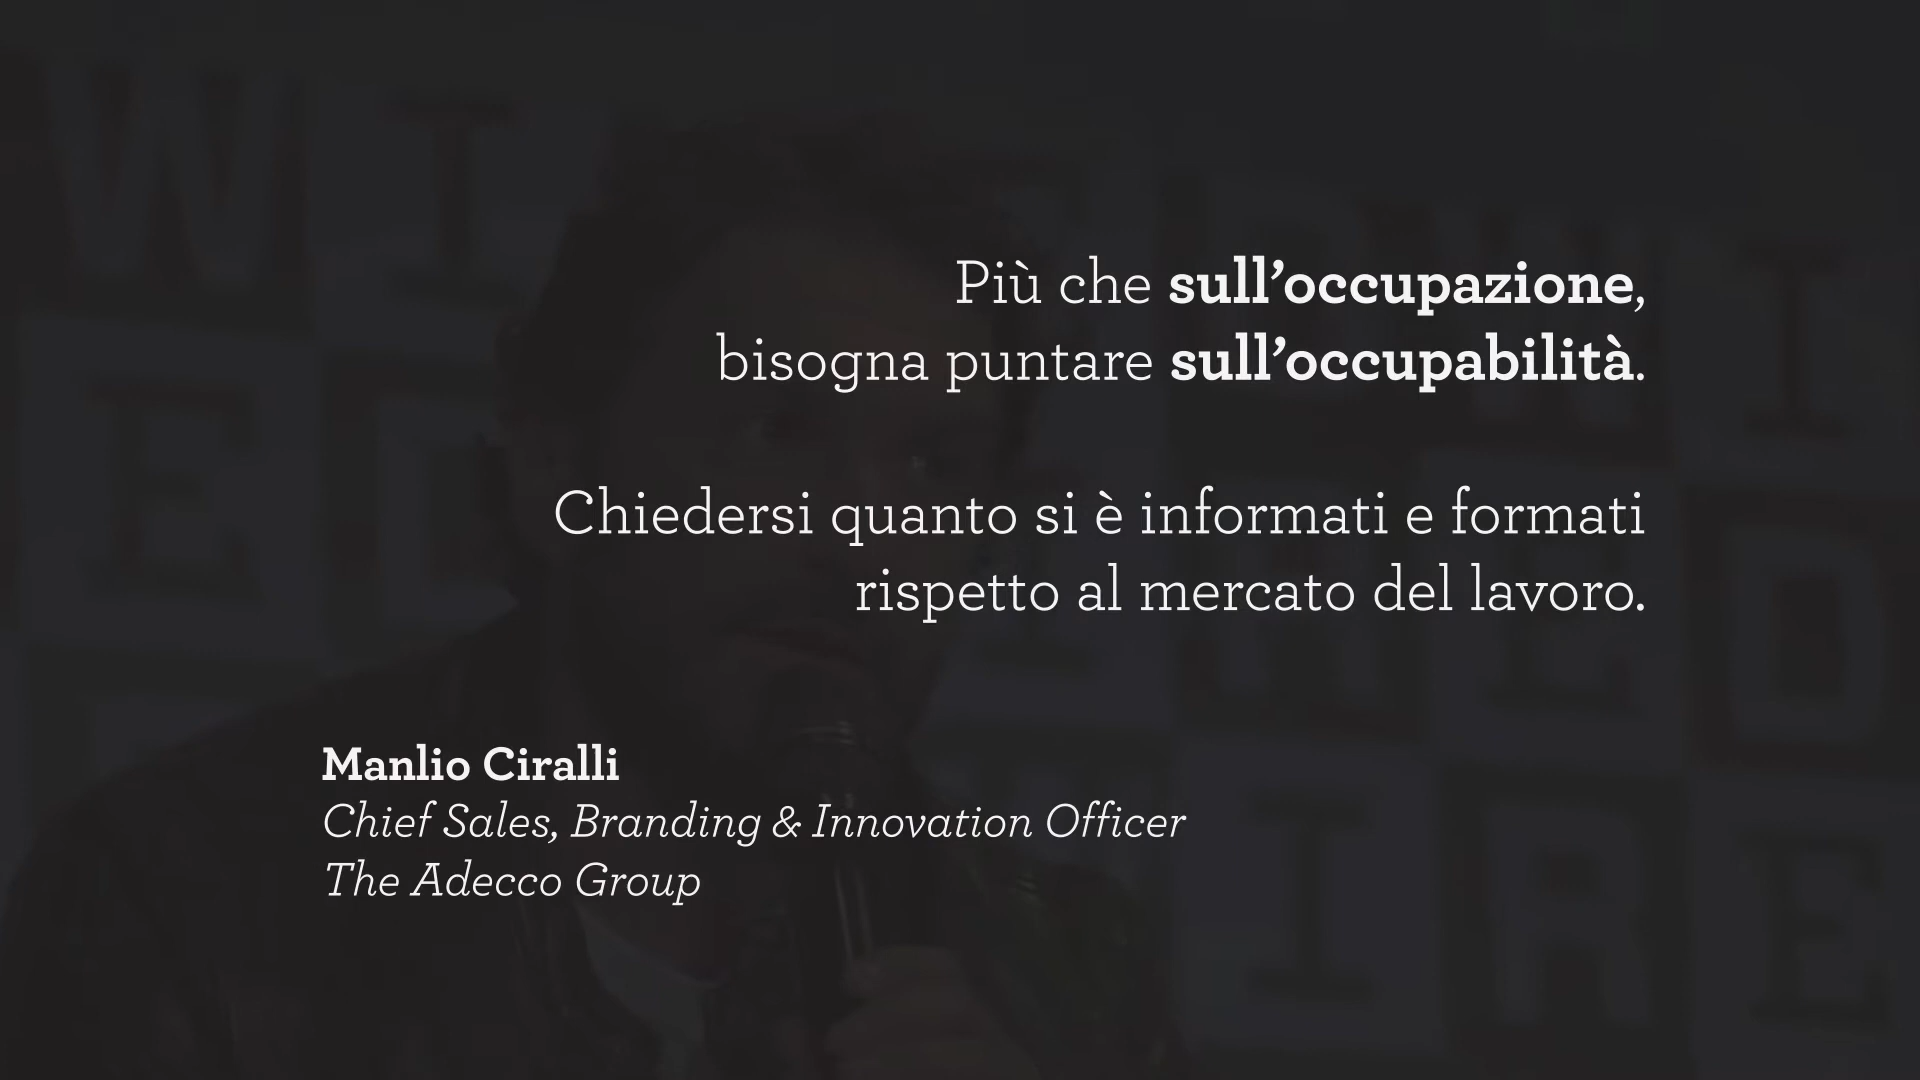 Più che sull’occupazione,
bisogna puntare sull’occupabilità.
Chiedersi quanto si è informati e formati
rispetto al mercato del lavoro.
Manlio Ciralli
Chief Sales, Branding & Innovation Officer
The Adecco Group